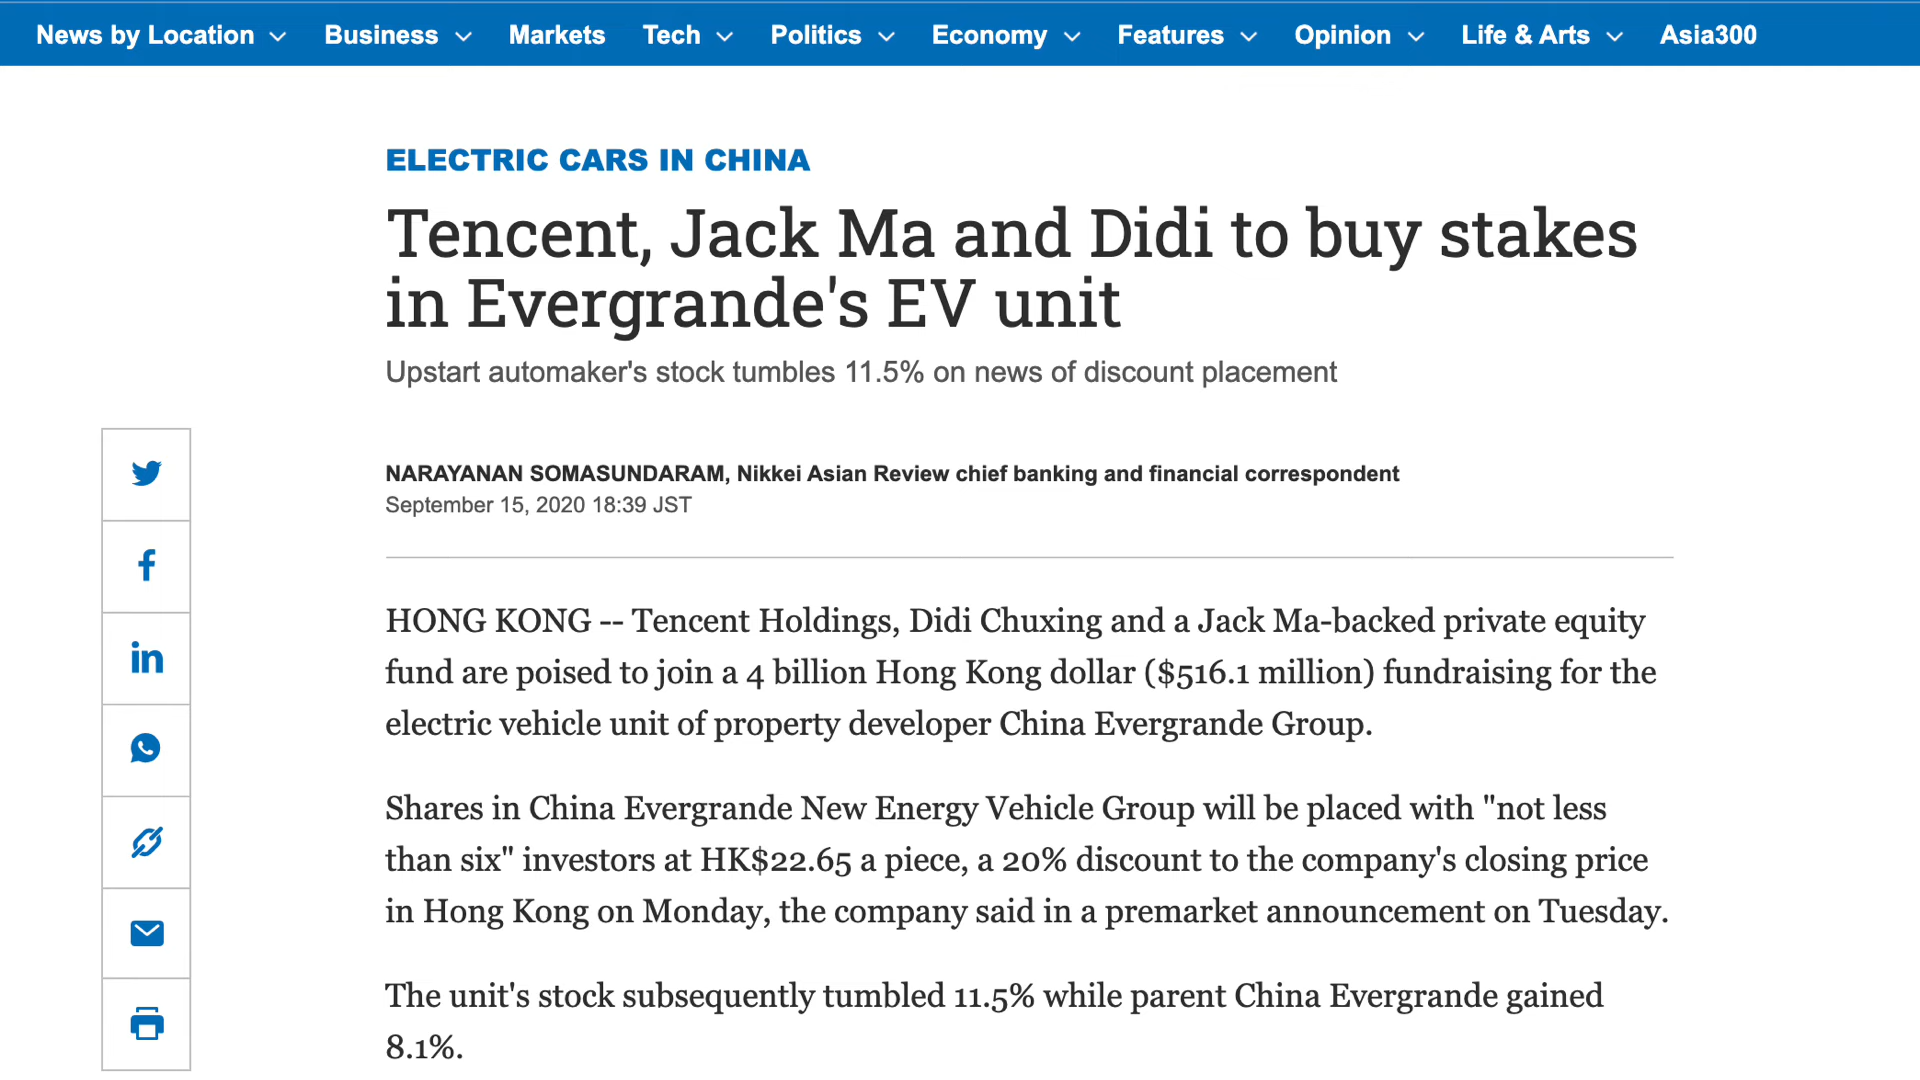 News by Location Business Markets Tech Politics Economy Features Opinion Life & Arts Asia300
ELECTRIC CARS IN CHINA
Tencent, Jack Ma and Didi to buy stakes
in Evergrande's EV unit
Upstart automaker's stock tumbles 11.5% on news of discount placement
NARAYANAN SOMASUNDARAM, Nikkei Asian Review chief banking and financial correspondent
September 15, 2020 18:39 JST
HONG KONG -- Tencent Holdings, Didi Chuxing and a Jack Ma-backed private equity
fund are poised to join a 4 billion Hong Kong dollar ($516.1 million) fundraising for the
electric vehicle unit of property developer China Evergrande Group.
Shares in China Evergrande New Energy Vehicle Group will be placed with "not less
than six" investors at HK$22.65 a piece, a 20% discount to the company's closing price
in Hong Kong on Monday, the company said in a premarket announcement on Tuesday.
The unit's stock subsequently tumbled 11.5% while parent China Evergrande gained
8.1%.